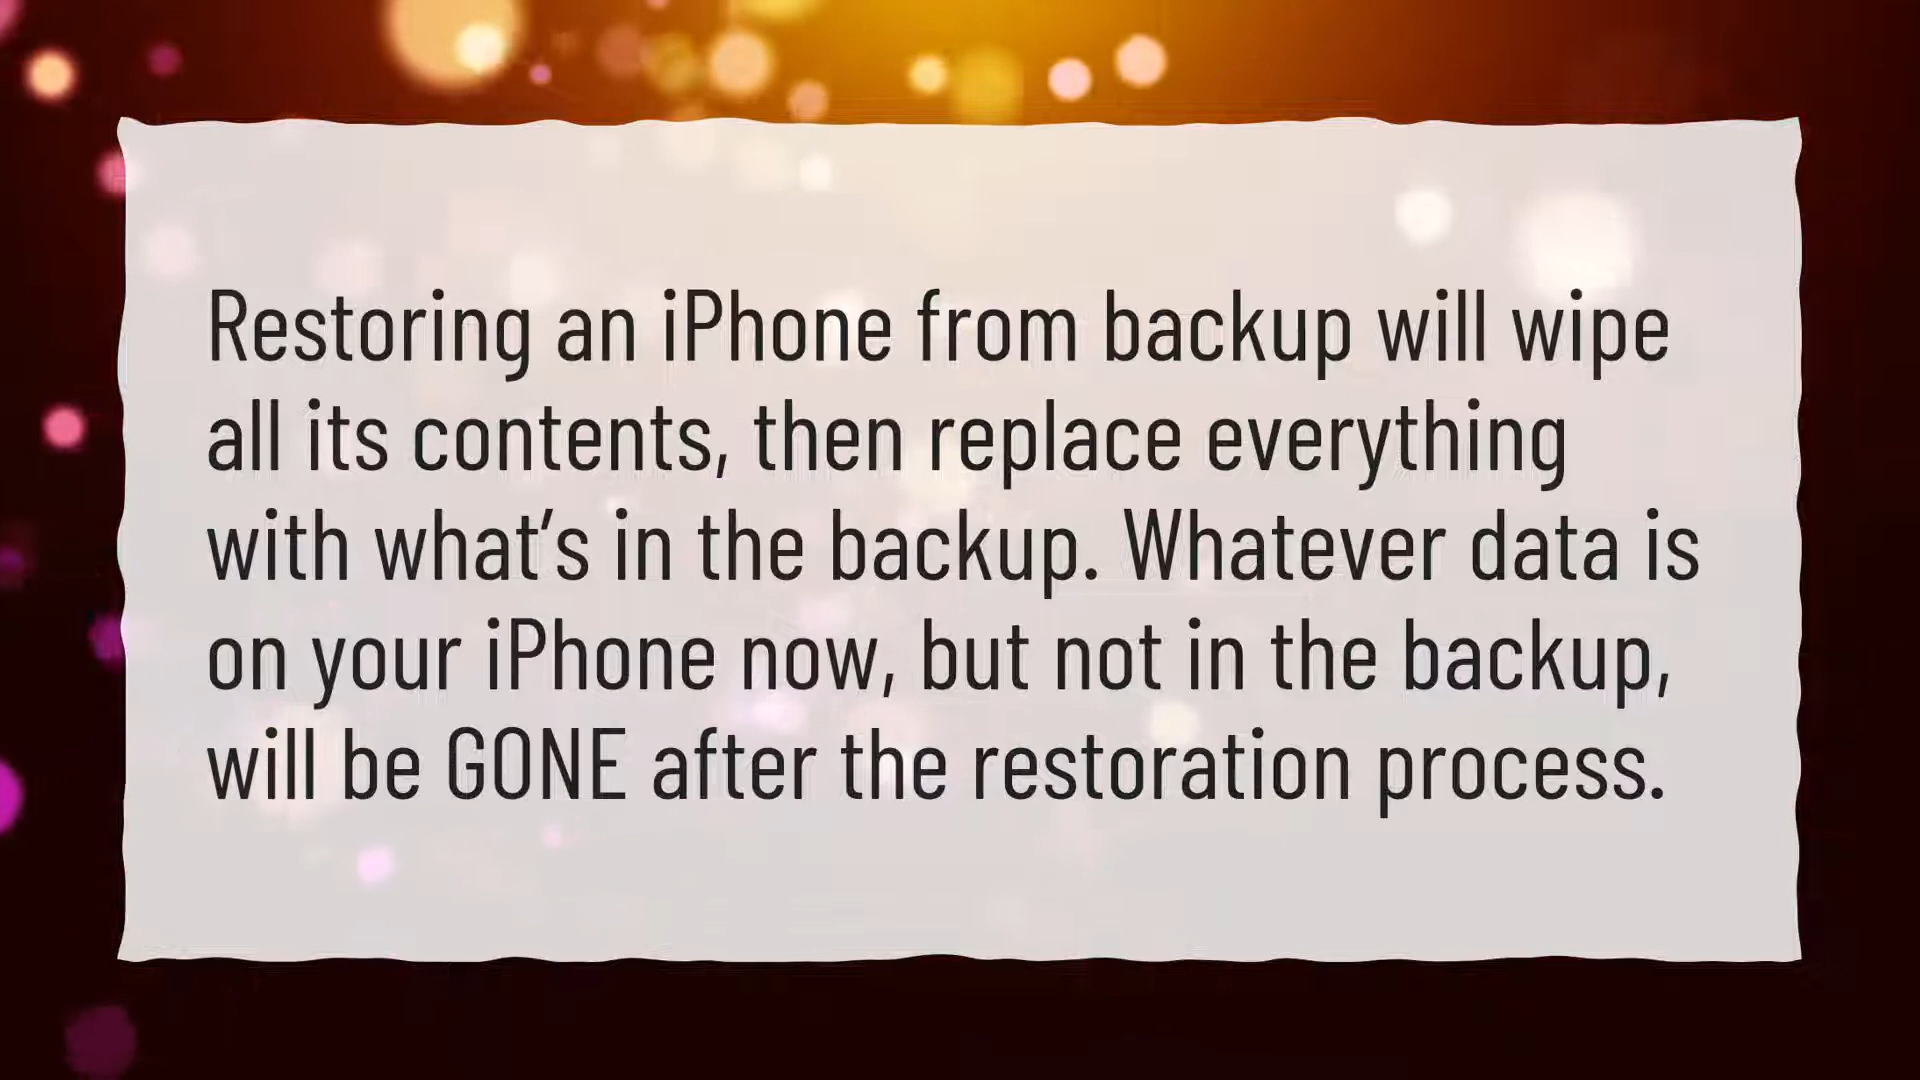 Restoring an iPhone from backup will wipe
all its contents, then replace everything
with what's in the backup. Whatever data is
on your iPhone now, but not in the backup,
will be GONE after the restoration process.